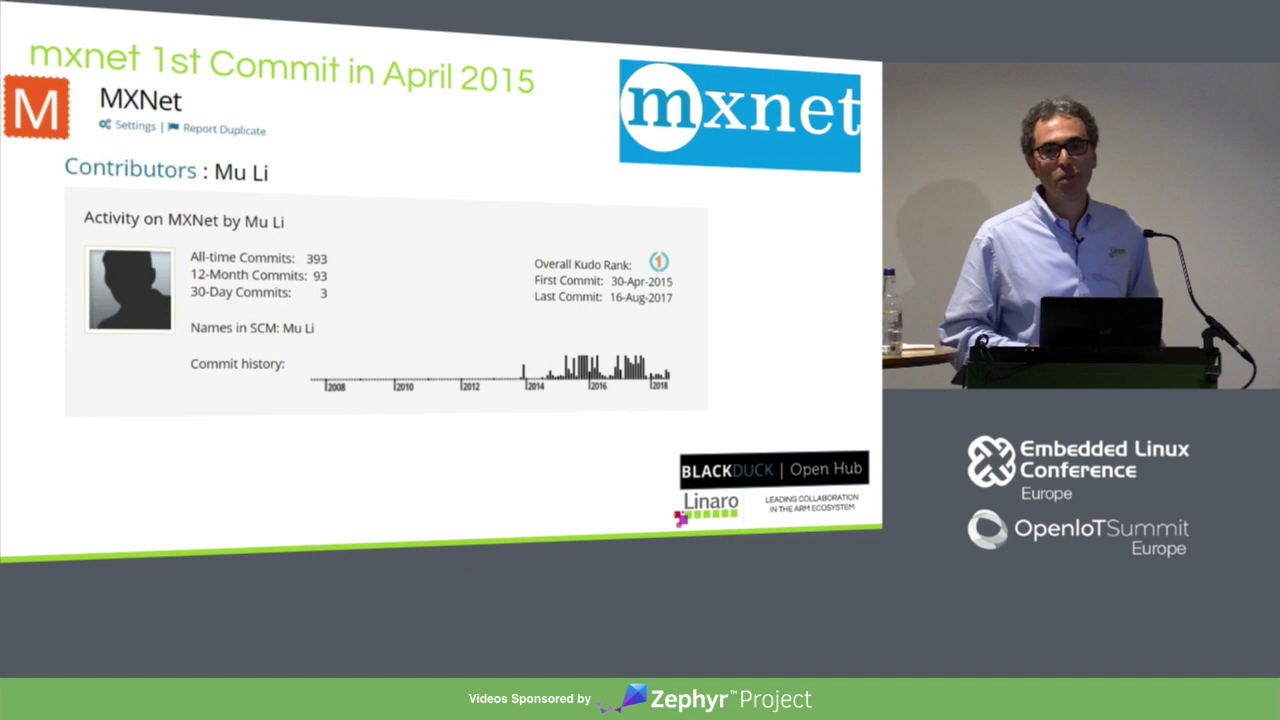 mxnet 1st Commit in April 2015
M
MXNet
Settings | Report Duplicate
mxnet
Contributors : Mu Li
Activity on MXNet by Mu Li
All-time Commits: 393
12-Month Commits: 93
30-Day Commits: 3
Overall Kudo Rank: 1
First Commit: 30-Apr-2015
Last Commit: 16-Aug-2017
Names in SCM: Mu Li
Commit history:
2008 2010 2012 2014 2016 2018
BLACKDUCK | Open Hub
Linaro
LEADING COLLABORATION
IN THE ARM ECOSYSTEM
Linaro
Embedded Linux
Conference
Europe
OpenIoTSummit
Europe
Videos Sponsored by Zephyr™Project